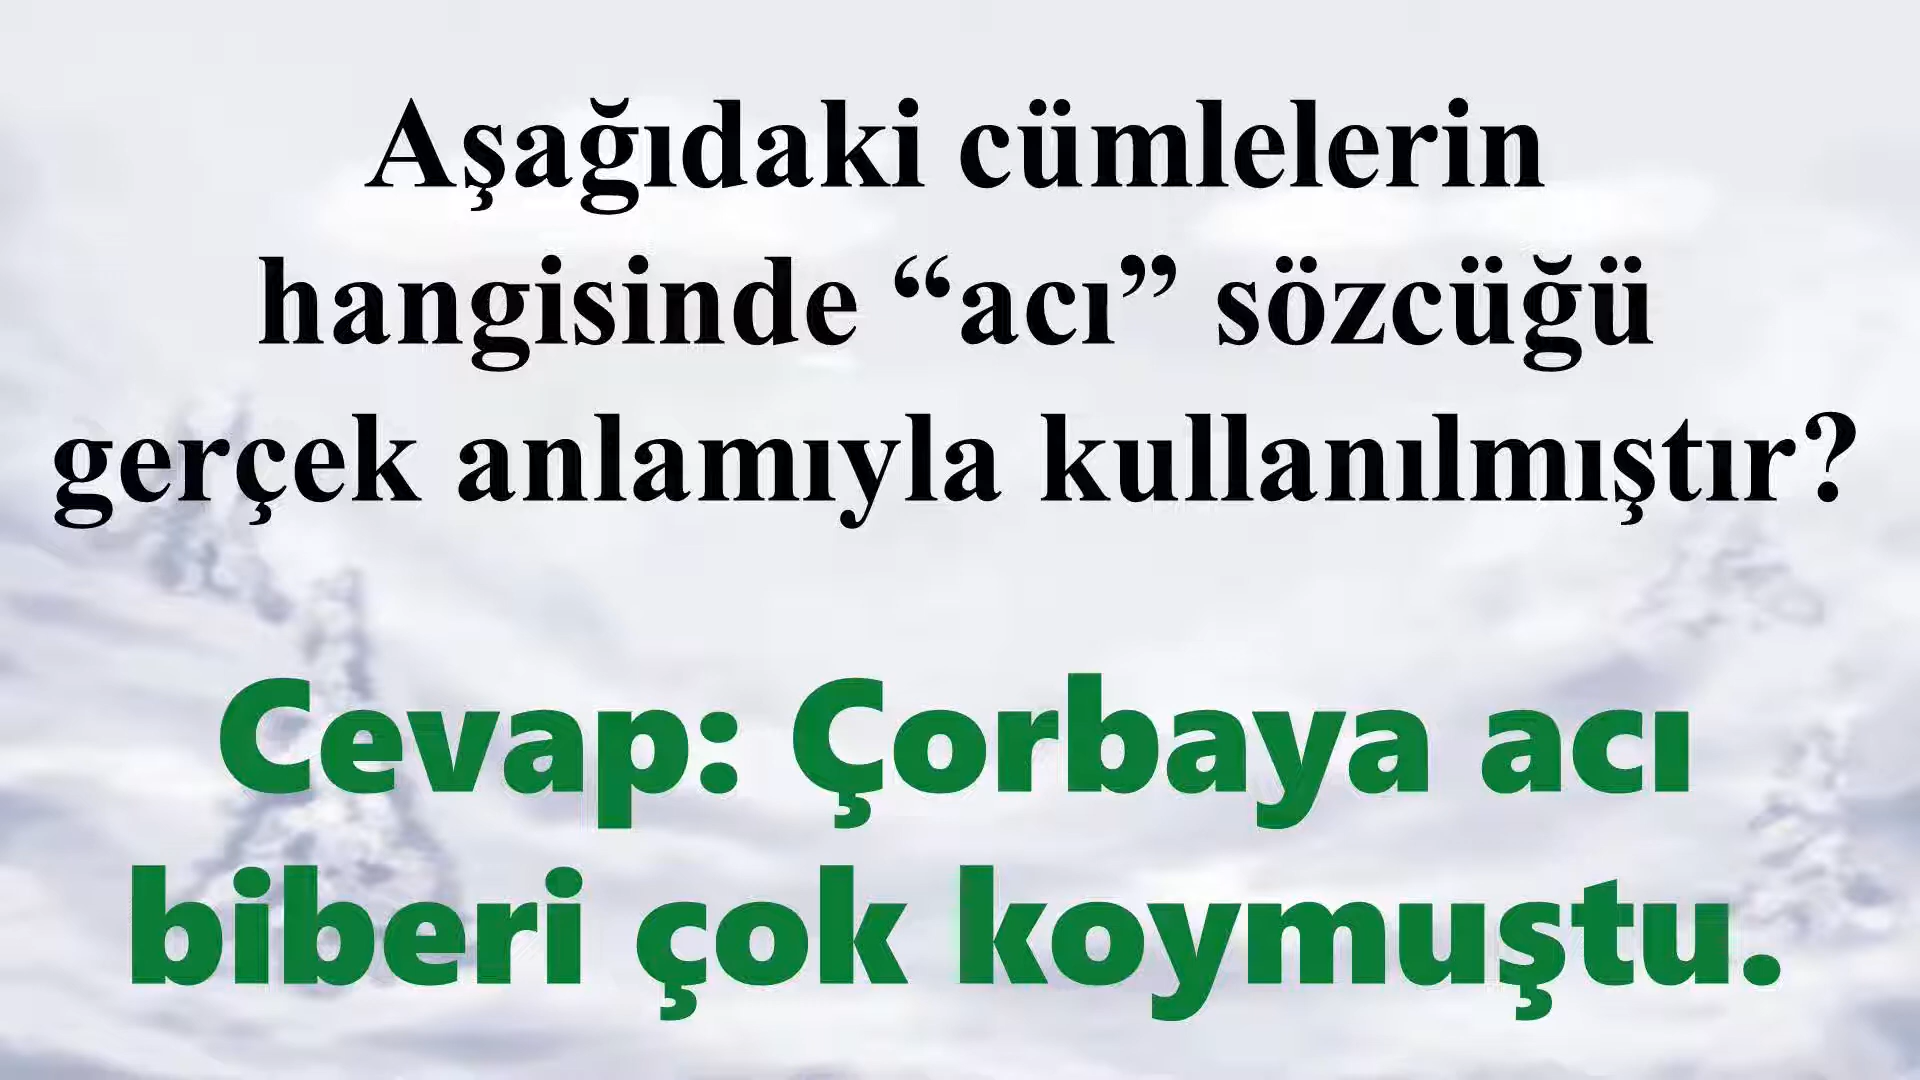 Aşağıdaki cümlelerin
hangisinde “acı” sözcüğü
gerçek anlamıyla kullanılmıştır?
Cevap: Çorbaya acı
biberi çok koymuştu.